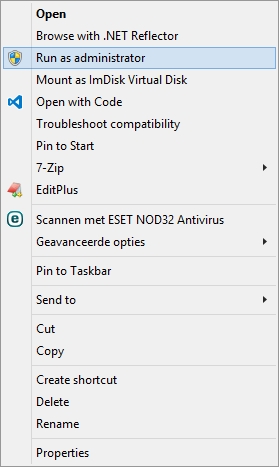 Open
Browse with .NET Reflector
Run as administrator
Mount as ImDisk Virtual Disk
Open with Code
Troubleshoot compatibility
Pin to Start
7-Zip
EditPlus
Scannen met ESET NOD32 Antivirus
Geavanceerde opties
Pin to Taskbar
Send to
Cut
Copy
Create shortcut
Delete
Rename
Properties